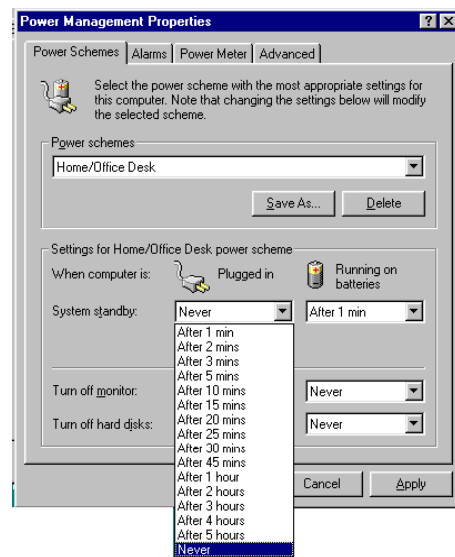 Power Management Properties
Power Schemes Alarms Power Meter Advanced
Select the power scheme with the most appropriate settings for
this computer. Note that changing the settings below will modify
the selected scheme.
Power schemes
Home/Office Desk
Save As... Delete
Settings for Home/Office Desk power scheme
When computer is: Plugged in Running on
batteries
System standby: Never After 1 min
After 1 min
After 2 mins
After 3 mins
After 5 mins
After 10 mins
After 15 mins
After 20 mins
After 25 mins
After 30 mins
After 45 mins
After 1 hour
After 2 hours
After 3 hours
After 4 hours
After 5 hours
Never
Turn off monitor: Never
Turn off hard disks: Never
Cancel Apply